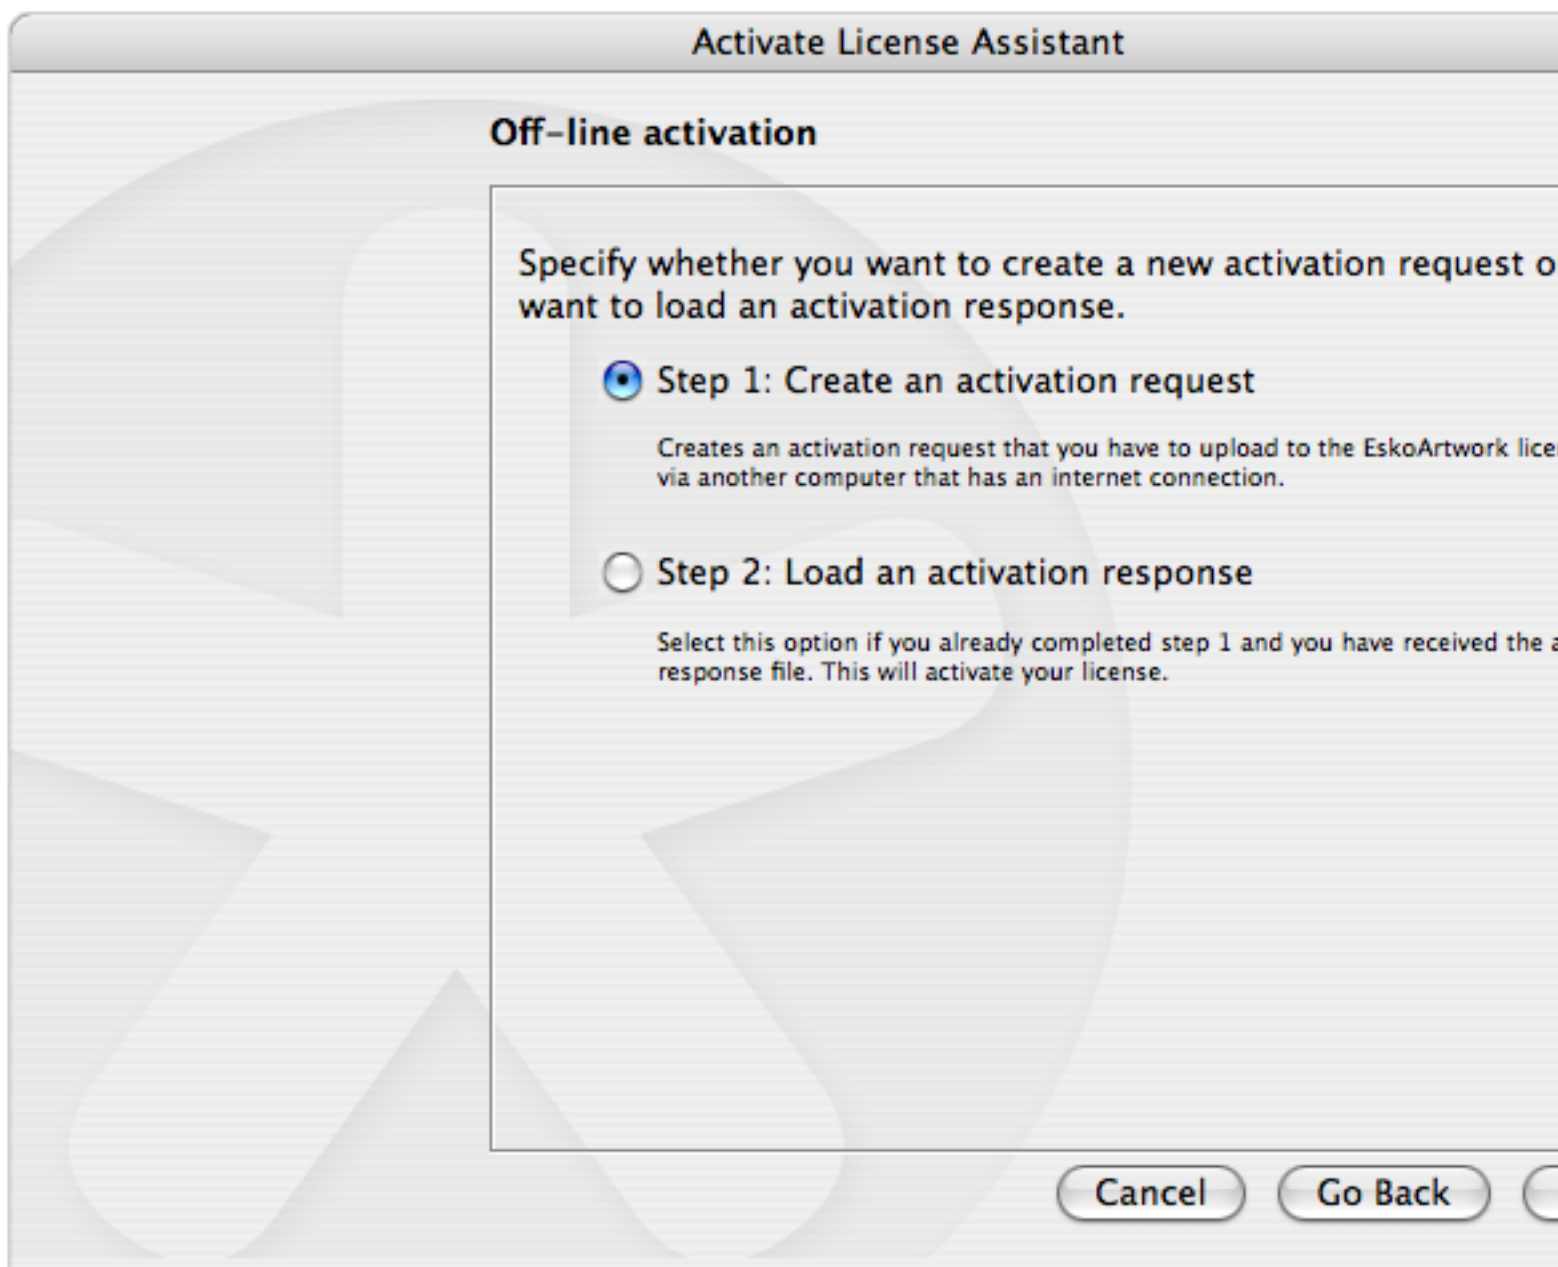 Activate License Assistant
Off-line activation
Specify whether you want to create a new activation request
want to load an activation response.
Step 1: Create an activation request
Creates an activation request that you have to upload to the EskoArtwork
via another computer that has an internet connection.
Step 2: Load an activation response
Select this option if you already completed step 1 and you have received the
response file. This will activate your license.
Cancel
Go Back